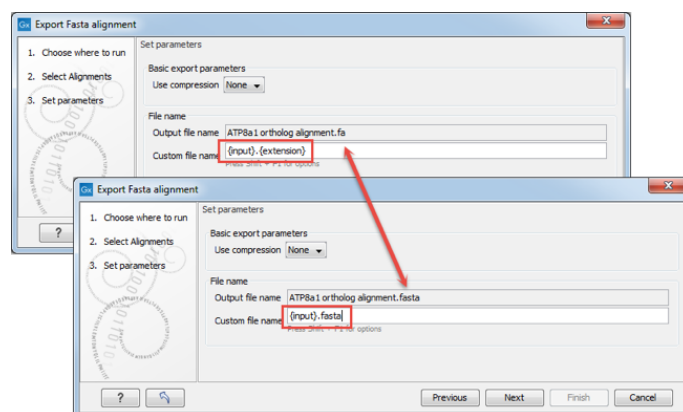 Gx Export Fasta alignment
1. Choose where to run
2. Select Alignments
3. Set parameters
Set parameters
Basic export parameters
Use compression None
File name
Output file name ATP8a1 ortholog alignment.fa
Custom file name {input}.{extension}
Press Shift + F1 for options
?
Gx Export Fasta alignment
1. Choose where to run
2. Select Alignments
3. Set parameters
Set parameters
Basic export parameters
Use compression None
File name
Output file name ATP8a1 ortholog alignment.fasta
Custom file name {input}.fasta
Press Shift + F1 for options
? Previous Next Finish Cancel